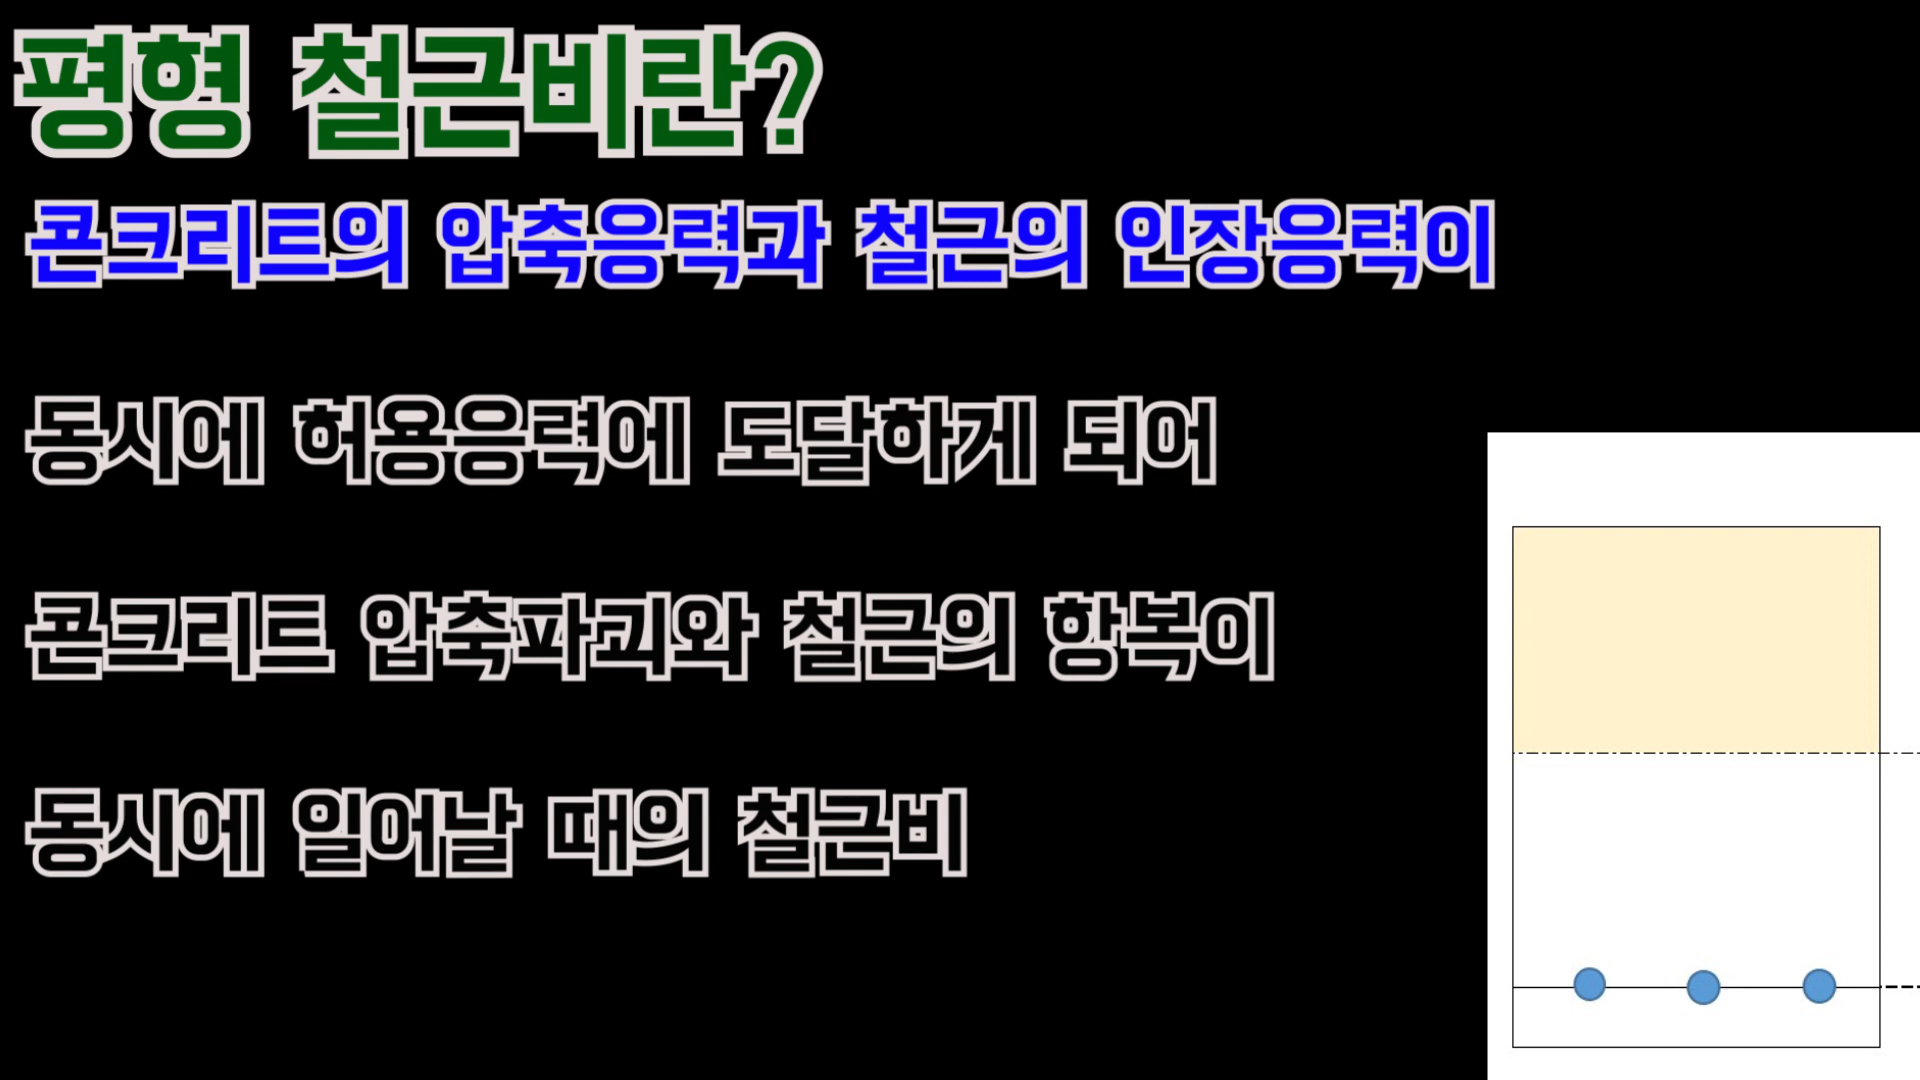 평형 철근비란?
콘크리트의 압축응력과 철근의 인장응력이
동시에 허용응력에 도달하게 되어
콘크리트 압축파괴와 철근의 항복이
동시에 일어날 때의 철근비